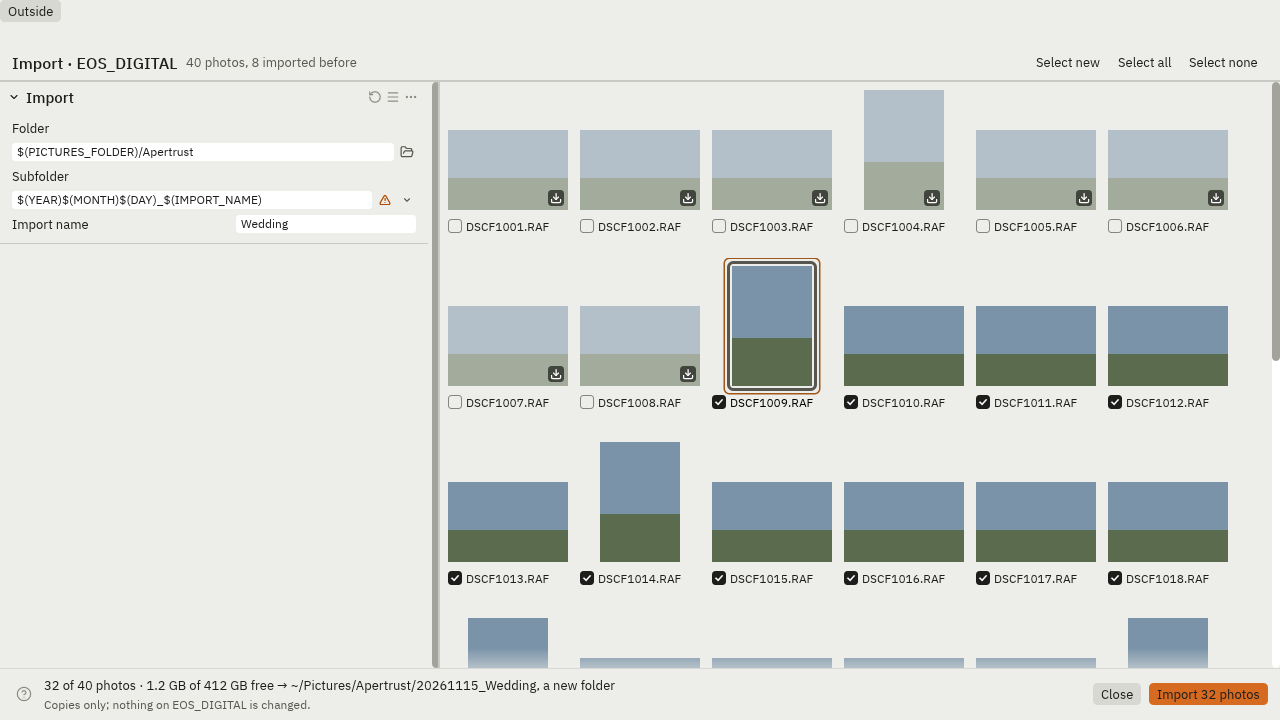 Outside
Import · EOS_DIGITAL 40 photos, 8 imported before Select new Select all Select none
Import
Folder
$(PICTURES_FOLDER)/Apertrust
Subfolder
$(YEAR)$(MONTH)$(DAY)_$(IMPORT_NAME)
Import name Wedding
DSCF1001.RAF DSCF1002.RAF DSCF1003.RAF DSCF1004.RAF DSCF1005.RAF DSCF1006.RAF
DSCF1007.RAF DSCF1008.RAF DSCF1009.RAF DSCF1010.RAF DSCF1011.RAF DSCF1012.RAF
DSCF1013.RAF DSCF1014.RAF DSCF1015.RAF DSCF1016.RAF DSCF1017.RAF DSCF1018.RAF
32 of 40 photos · 1.2 GB of 412 GB free → ~/Pictures/Apertrust/20261115_Wedding, a new folder
Copies only; nothing on EOS_DIGITAL is changed.
Close Import 32 photos